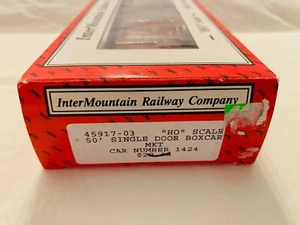 InterMountain Railway Company
45917-03 "HO" SCALE
50' SINGLE DOOR BOXCAR
MKT
CAR NUMBER 1424